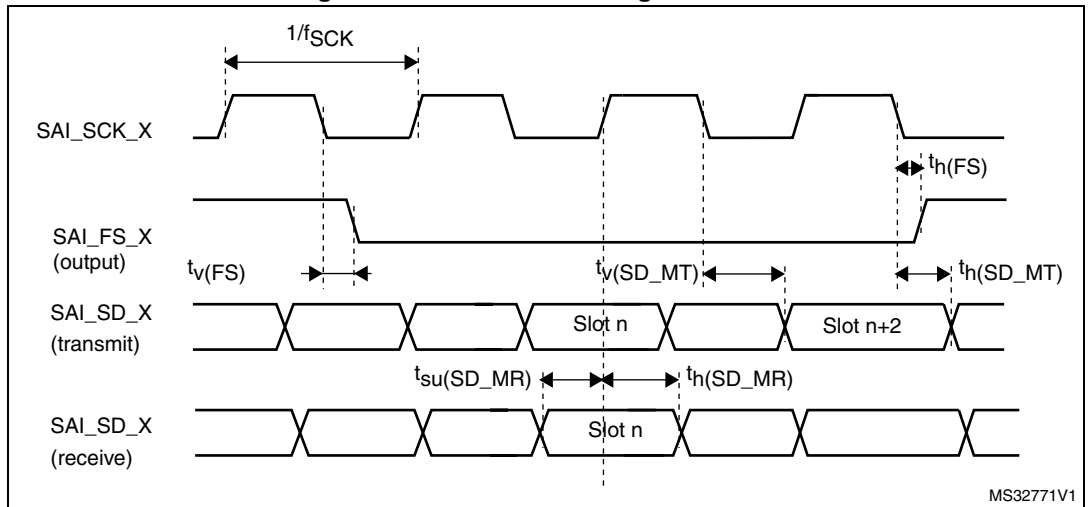 1/fSCK
SAI_SCK_X
th(FS)
SAI_FS_X
(output)
tv(FS)
tv(SD_MT)
th(SD_MT)
SAI_SD_X
(transmit)
Slot n
Slot n+2
tsu(SD_MR)
th(SD_MR)
SAI_SD_X
(receive)
Slot n
MS32771V1